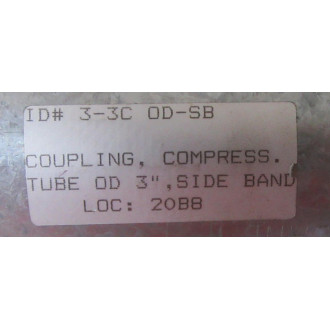 ID# 3-3C OD-SB
COUPLING, COMPRESS.
TUBE OD 3",SIDE BAND
LOC: 20BB